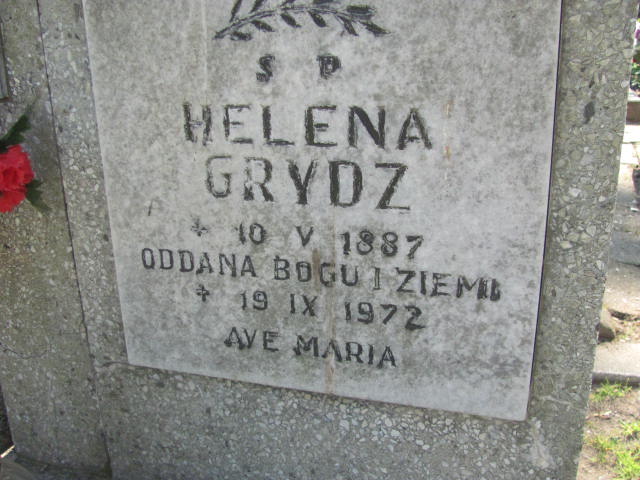 S P
HELENA
GRYDZ
+ 10 V 1887
ODDANA BOGU I ZIEMI
+ 19 IX 1972
AVE MARIA